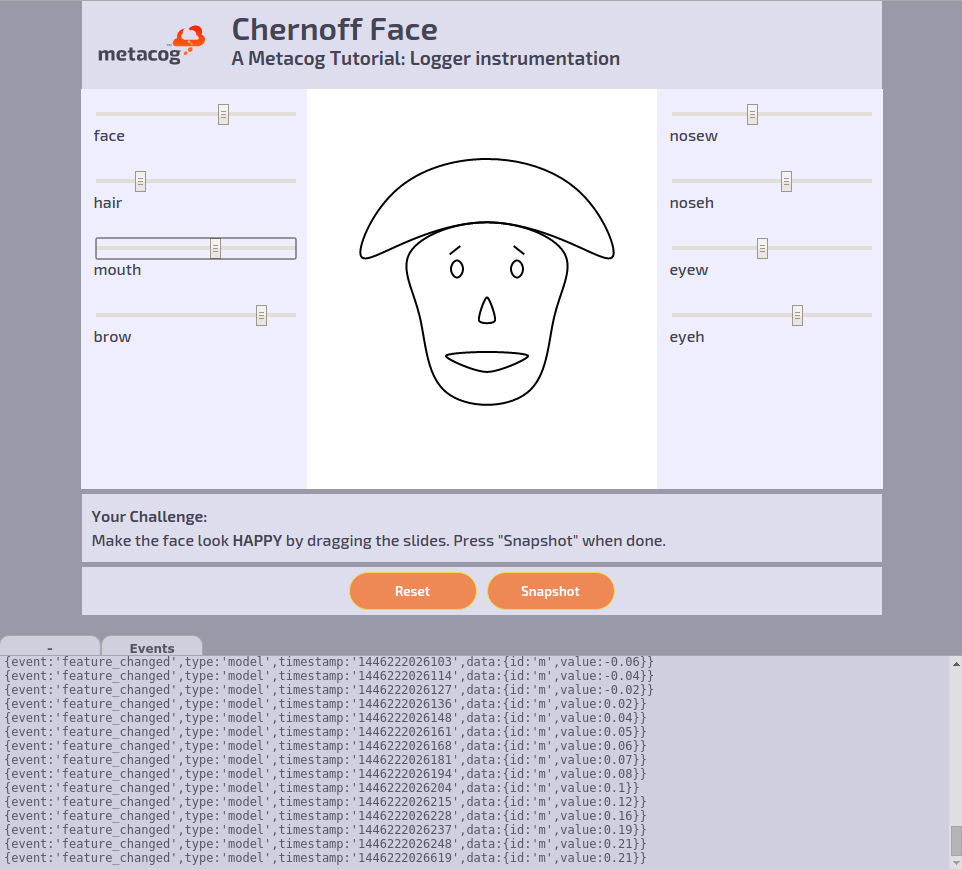 metacog
Chernoff Face
A Metacog Tutorial: Logger instrumentation
face
hair
mouth
brow
nosew
noseh
eyew
eyeh
Your Challenge:
Make the face look HAPPY by dragging the slides. Press "Snapshot" when done.
Reset
Snapshot
-
Events
{event:'feature_changed',type:'model',timestamp:'1446222026103',data:{id:'m',value:-0.06}}
{event:'feature_changed',type:'model',timestamp:'1446222026114',data:{id:'m',value:-0.04}}
{event:'feature_changed',type:'model',timestamp:'1446222026127',data:{id:'m',value:-0.02}}
{event:'feature_changed',type:'model',timestamp:'1446222026136',data:{id:'m',value:0.02}}
{event:'feature_changed',type:'model',timestamp:'1446222026148',data:{id:'m',value:0.04}}
{event:'feature_changed',type:'model',timestamp:'1446222026161',data:{id:'m',value:0.05}}
{event:'feature_changed',type:'model',timestamp:'1446222026168',data:{id:'m',value:0.06}}
{event:'feature_changed',type:'model',timestamp:'1446222026181',data:{id:'m',value:0.07}}
{event:'feature_changed',type:'model',timestamp:'1446222026194',data:{id:'m',value:0.08}}
{event:'feature_changed',type:'model',timestamp:'1446222026204',data:{id:'m',value:0.1}}
{event:'feature_changed',type:'model',timestamp:'1446222026215',data:{id:'m',value:0.12}}
{event:'feature_changed',type:'model',timestamp:'1446222026228',data:{id:'m',value:0.16}}
{event:'feature_changed',type:'model',timestamp:'1446222026237',data:{id:'m',value:0.19}}
{event:'feature_changed',type:'model',timestamp:'1446222026248',data:{id:'m',value:0.21}}
{event:'feature_changed',type:'model',timestamp:'1446222026619',data:{id:'m',value:0.21}}